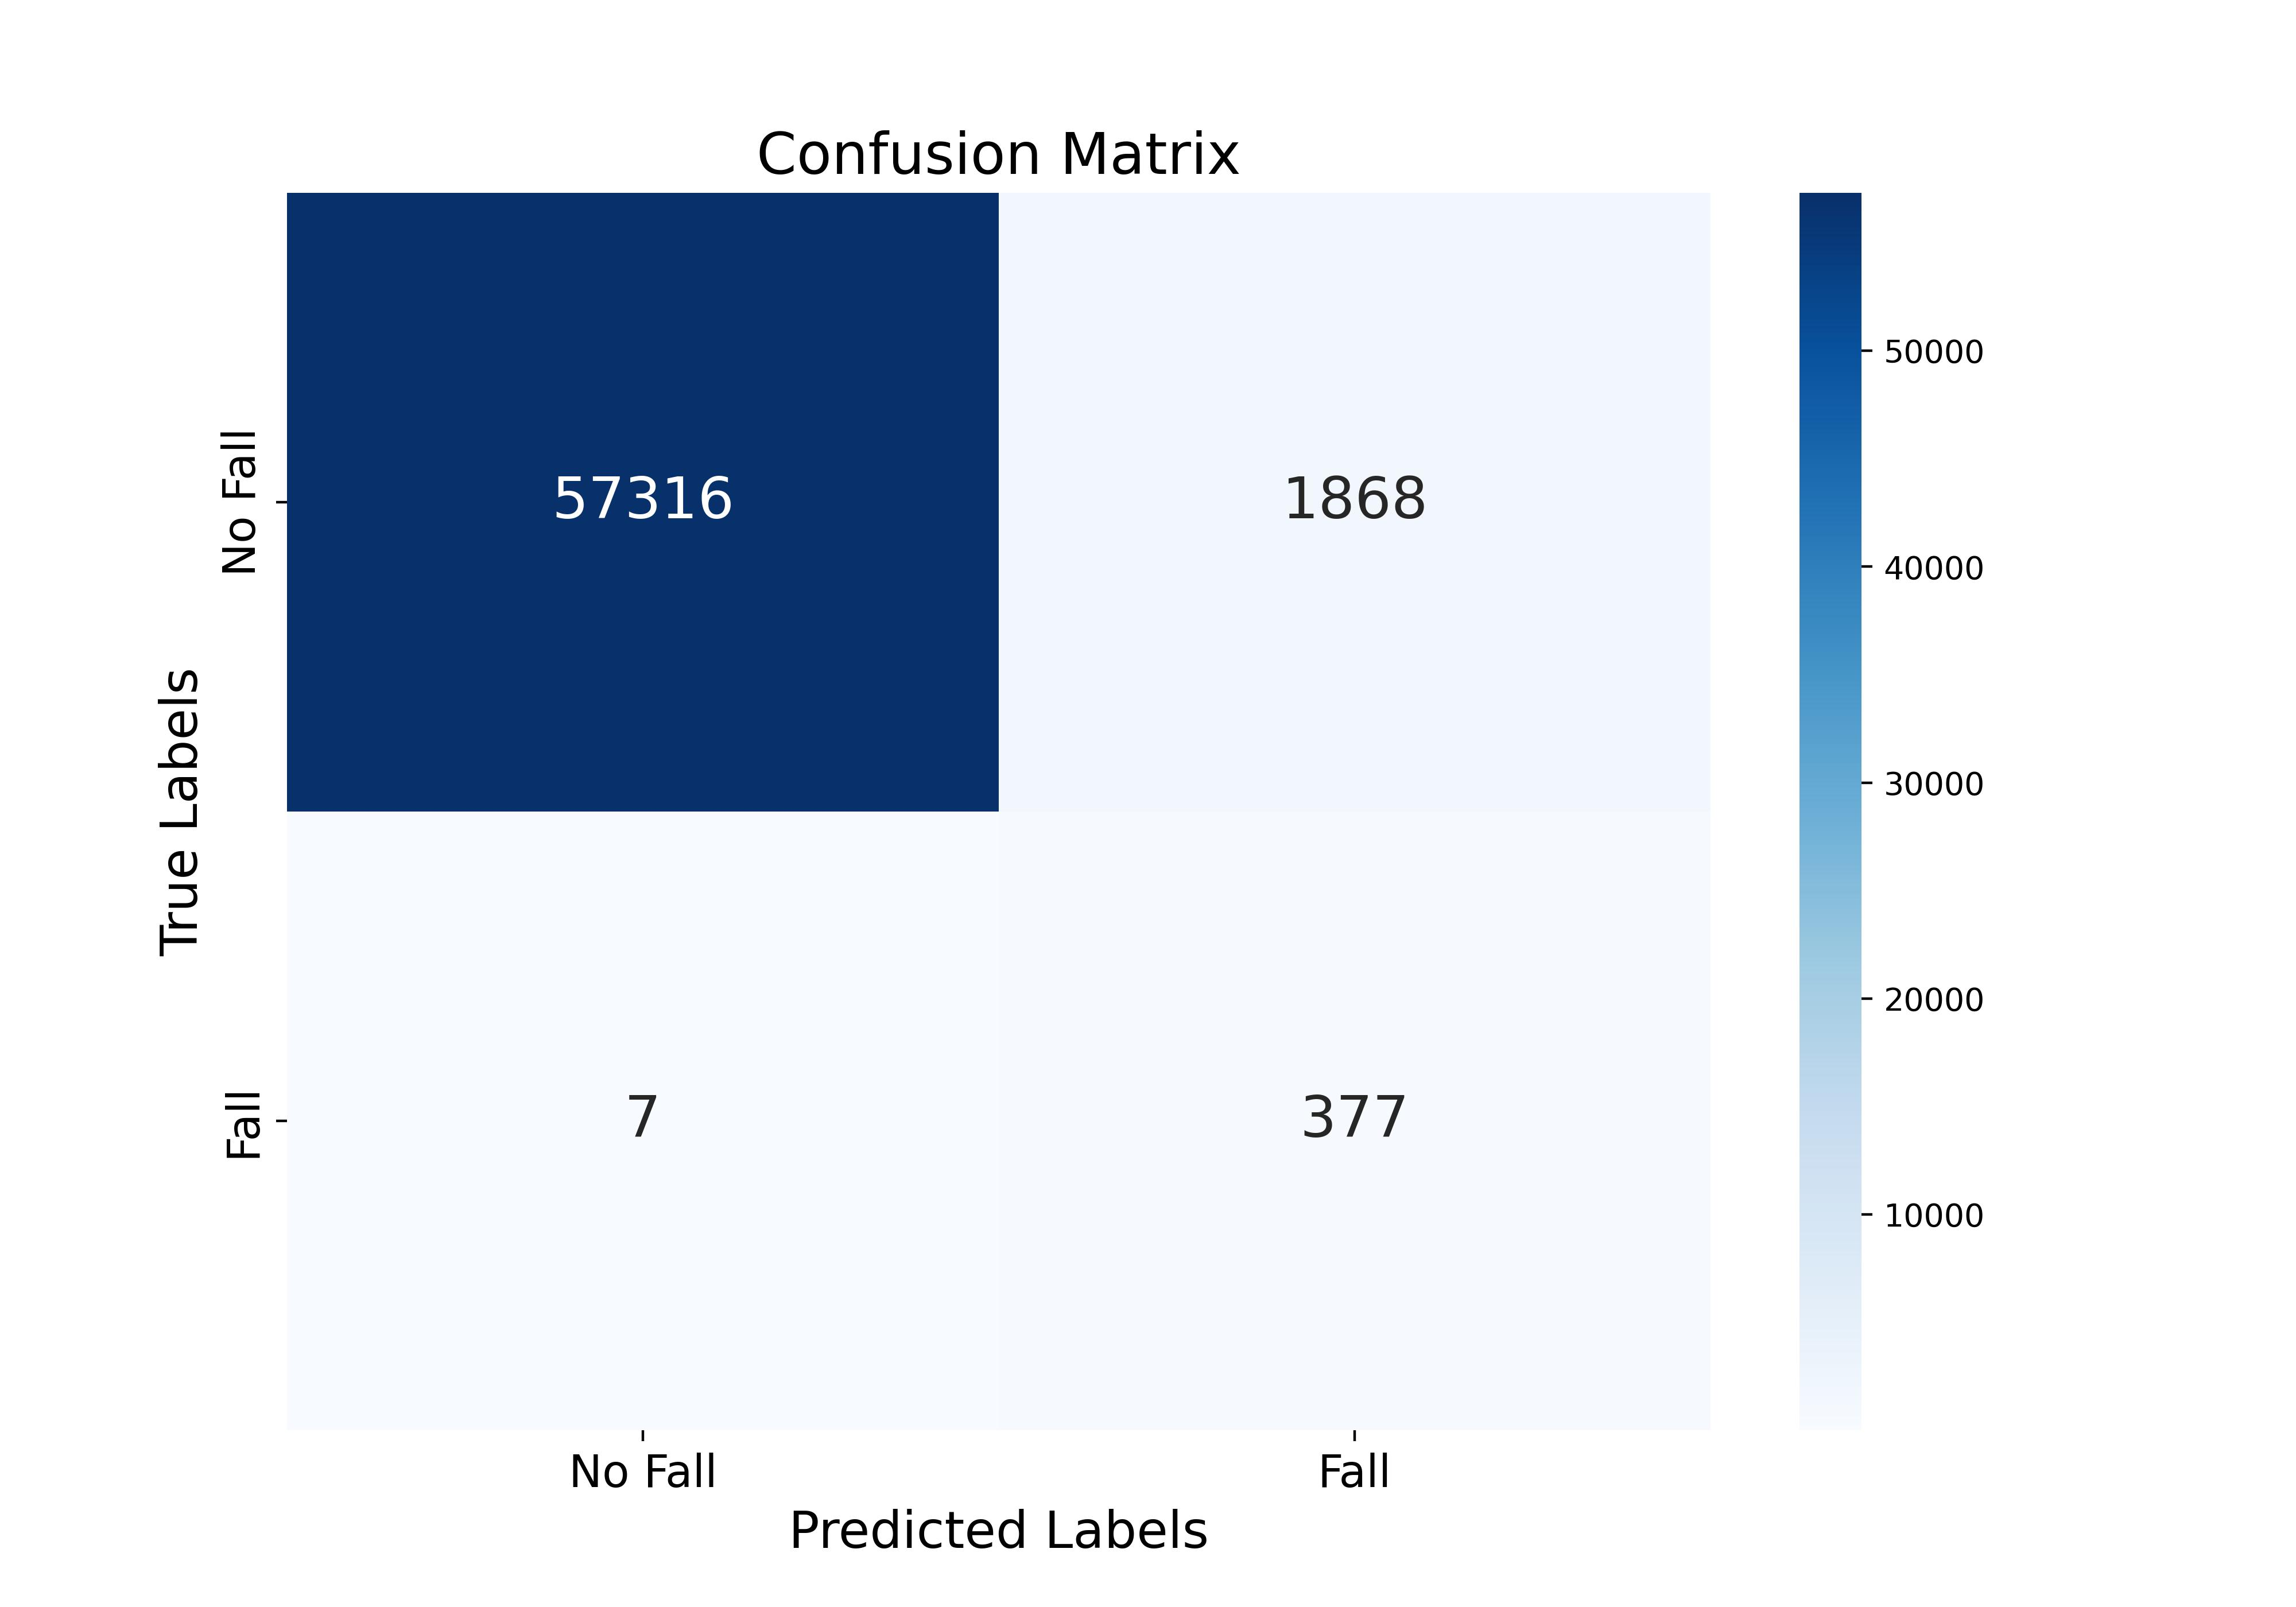 Confusion Matrix
True Labels
No Fall
57316
1868
Fall
7
377
No Fall
Fall
Predicted Labels
50000
40000
30000
20000
10000